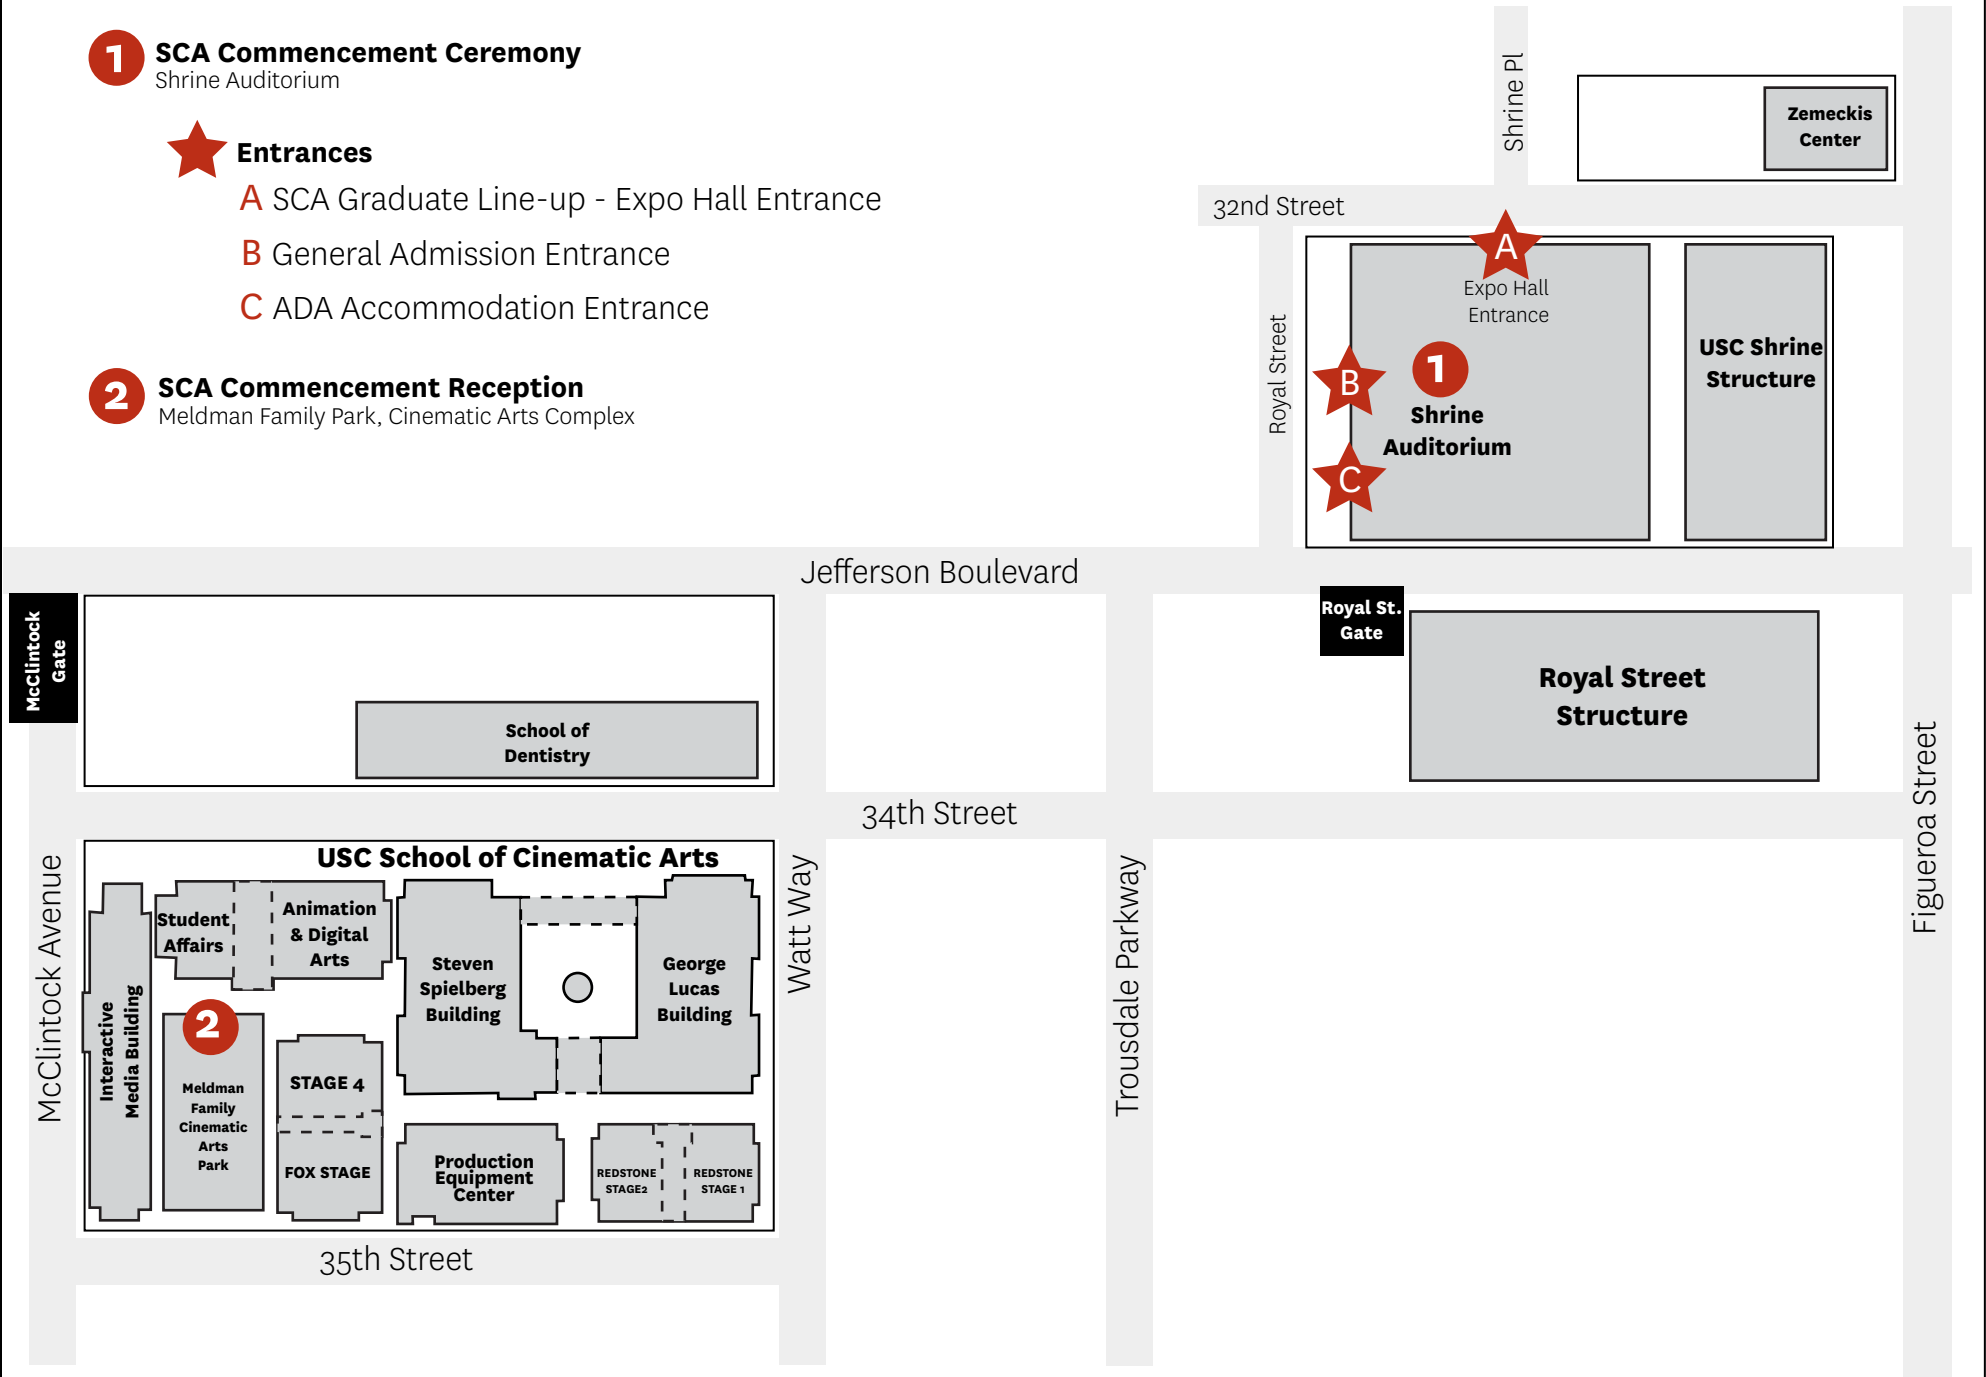 1 SCA Commencement Ceremony
Shrine Auditorium
Entrances
A SCA Graduate Line-up - Expo Hall Entrance
B General Admission Entrance
C ADA Accommodation Entrance
2 SCA Commencement Reception
Meldman Family Park, Cinematic Arts Complex
Shrine Pl
Zemeckis
Center
32nd Street
A
Expo Hall
Entrance
Royal Street
B
1
Shrine
Auditorium
C
USC Shrine
Structure
Jefferson Boulevard
McClintock
Gate
Royal St.
Gate
Royal Street
Structure
School of
Dentistry
34th Street
Figueroa Street
McClintock Avenue
Watt Way
Trousdale Parkway
USC School of Cinematic Arts
Student
Affairs
Animation
& Digital
Arts
Steven
Spielberg
Building
George
Lucas
Building
Interactive
Media Building
2
Meldman
Family
Cinematic
Arts
Park
STAGE 4
FOX STAGE
Production
Equipment
Center
REDSTONE
STAGE2
REDSTONE
STAGE 1
35th Street